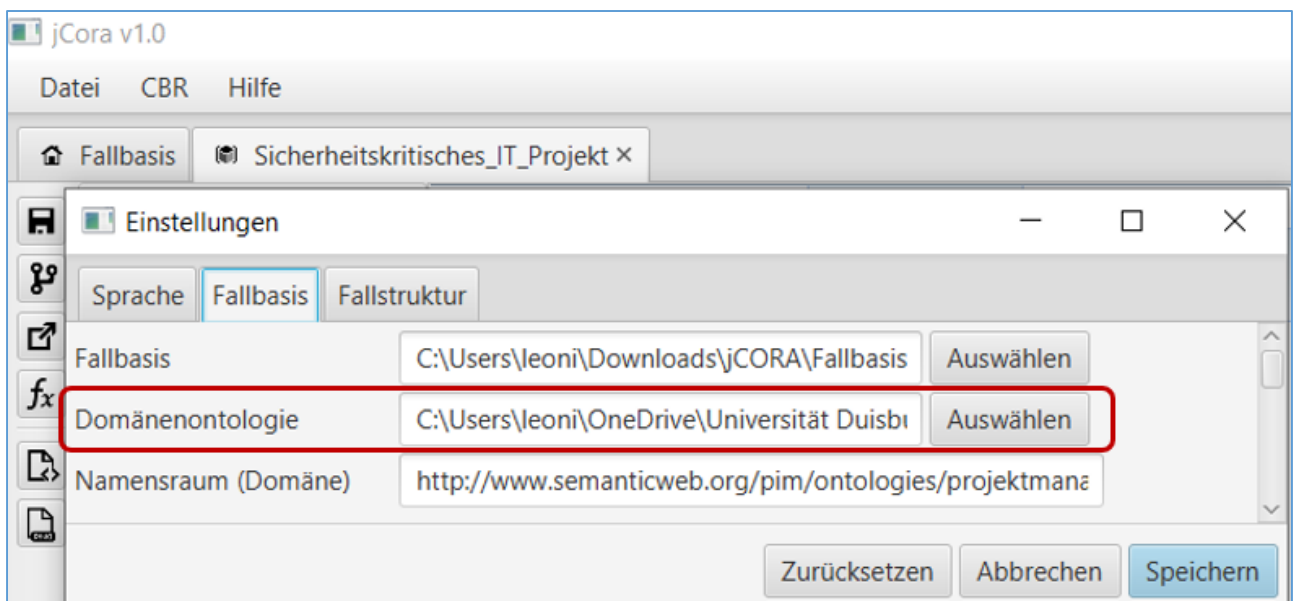 jCora v1.0
Datei CBR Hilfe
Fallbasis Sicherheitskritisches_IT_Projekt ×
Einstellungen
Sprache Fallbasis Fallstruktur
Fallbasis C:\Users\leoni\Downloads\jCORA\Fallbasis Auswählen
fx
Domänenontologie C:\Users\leoni\OneDrive\Universität Duisbu Auswählen
Namensraum (Domäne) http://www.semanticweb.org/pim/ontologies/projektmana
Zurücksetzen Abbrechen Speichern